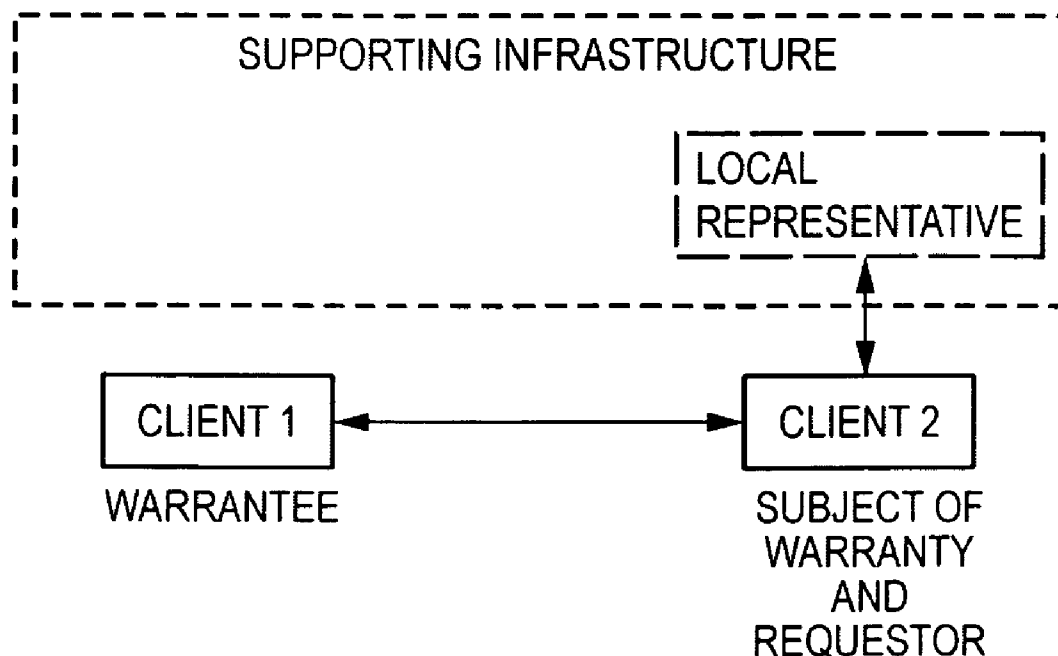 SUPPORTING INFRASTRUCTURE
LOCAL
REPRESENTATIVE
CLIENT 1
CLIENT 2
WARRANTEE
SUBJECT OF
WARRANTY
AND
REQUESTOR